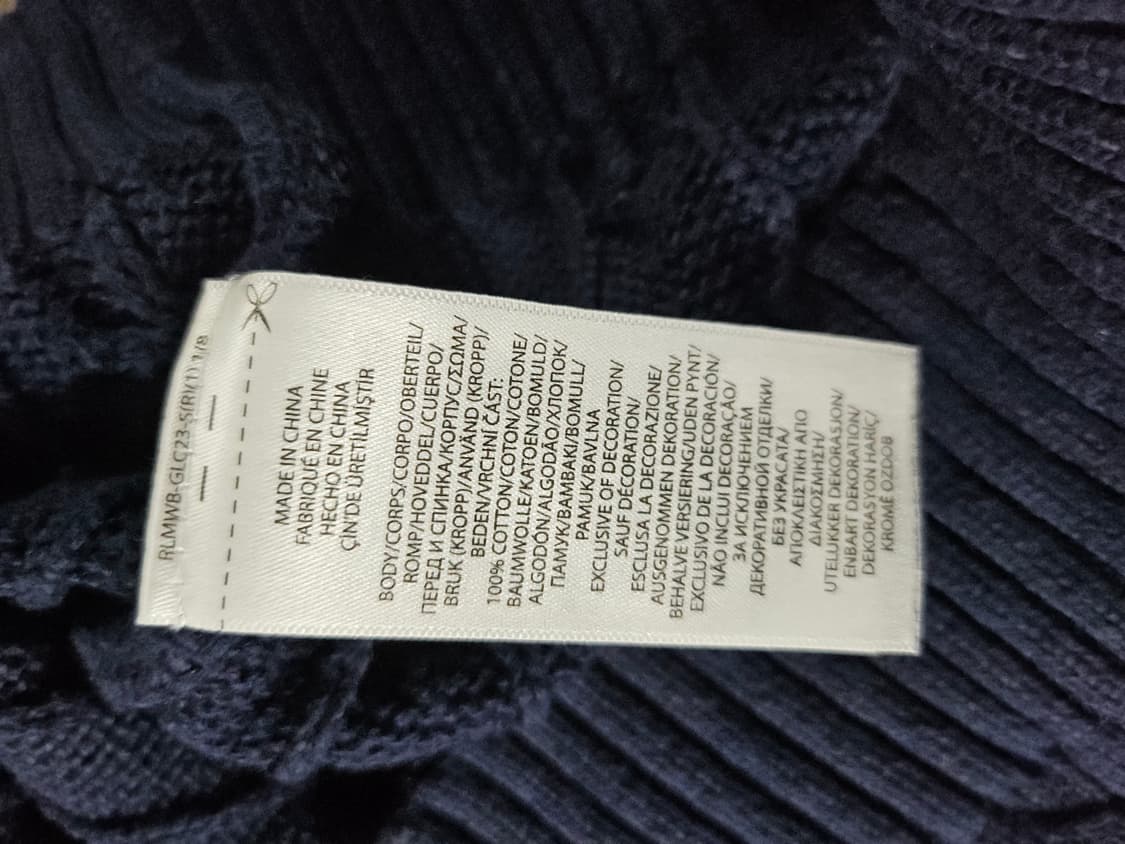 RLMWB-GLC23-S(R)(1) 1/8
MADE IN CHINA
FABRIQUÉ EN CHINE
HECHO EN CHINA
ÇİN'DE ÜRETİLMİŞTİR
BODY/CORPS/CORPO/OBERTEIL/
ROMP/HOVEDDEL/CUERPO/
ПЕРЕД И СПИНКА/КОРПУС/ΣΩΜΑ/
BRUK (KROPP)/ANVÄND (KROPP)/
BEDEN/VRCHNÍ ČÁST:
100% COTTON/COTON/COTONE/
BAUMWOLLE/KATOEN/BOMULD/
ALGODÓN/ALGODÃO/ХЛОПОК/
ПАМУК/ΒΑΜΒΑΚΙ/BOMULL/
PAMUK/BAVLNA
EXCLUSIVE OF DECORATION/
SAUF DÉCORATION/
ESCLUSA LA DECORAZIONE/
AUSGENOMMEN DEKORATION/
BEHALVE VERSIERING/UDEN PYNT/
EXCLUSIVO DE LA DECORACIÓN/
NÃO INCLUI DECORAÇÃO/
ЗА ИСКЛЮЧЕНИЕМ
ДЕКОРАТИВНОЙ ОТДЕЛКИ/
БЕЗ УКРАСАТА/
ΑΠΟΚΛΕΙΣΤΙΚΗ ΑΠΟ
ΔΙΑΚΟΣΜΗΣΗ/
UTELUKKER DEKORASJON/
ENBART DEKORATION/
DEKORASYON HARİÇ/
KROMĚ OZDOB